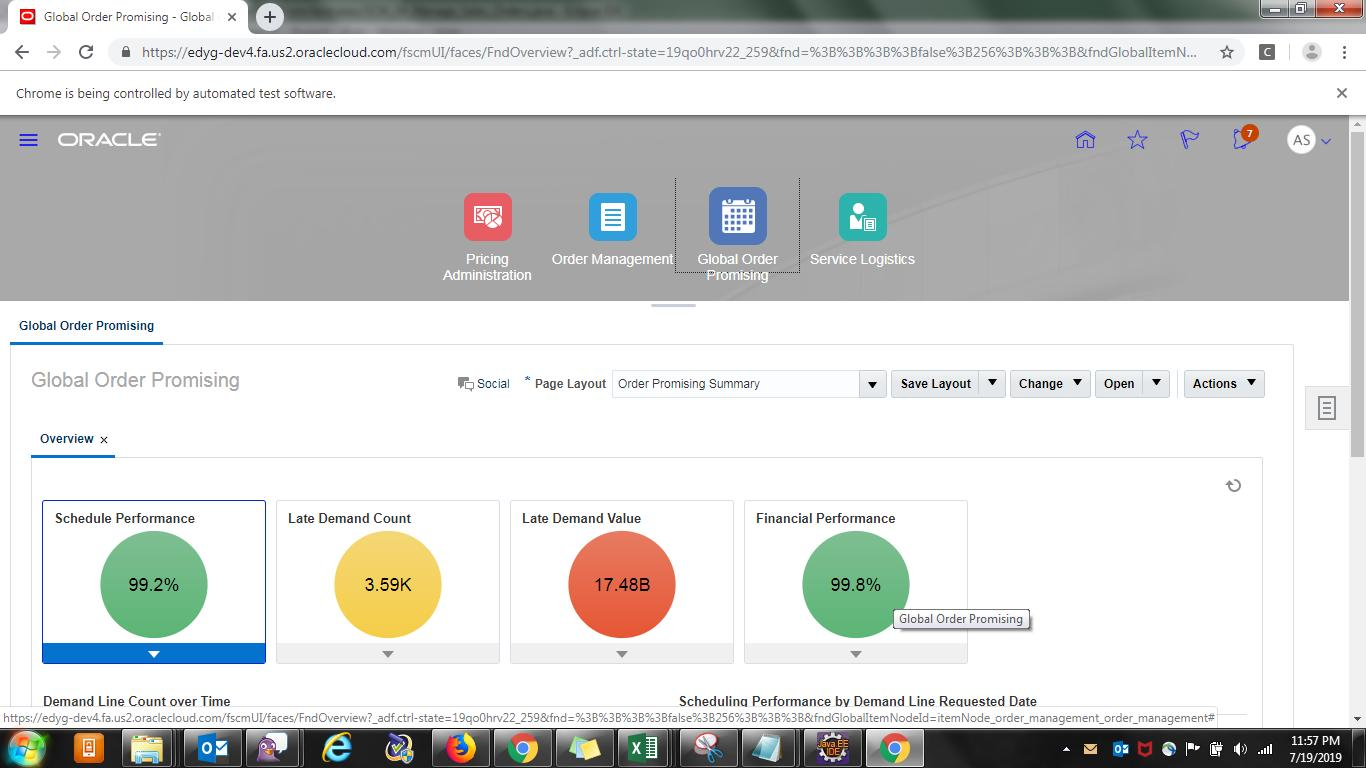 Global Order Promising - Global
https://edyg-dev4.fa.us2.oraclecloud.com/fscmUI/faces/FndOverview?_adf.ctrl-state=19qo0hrv22_259&fnd=%3B%3B%3B%3Bfalse%3B256%3B%3B%3B&fndGlobalItemN...
C
Chrome is being controlled by automated test software.
ORACLE
7
AS
Pricing
Administration
Order Management
Global Order
Promising
Service Logistics
Global Order Promising
Global Order Promising
Social
* Page Layout
Order Promising Summary
Save Layout
Change
Open
Actions
Overview
Schedule Performance
Late Demand Count
Late Demand Value
Financial Performance
99.2%
3.59K
17.48B
99.8%
Global Order Promising
Demand Line Count over Time
Scheduling Performance by Demand Line Requested Date
https://edyg-dev4.fa.us2.oraclecloud.com/fscmUI/faces/FndOverview?_adf.ctrl-state=19qo0hrv22_259&fnd=%3B%3B%3B%3Bfalse%3B256%3B%3B%3B&fndGlobalItemNodeId=itemNode_order_management_order_management#
Java EE
IDE
11:57 PM
7/19/2019